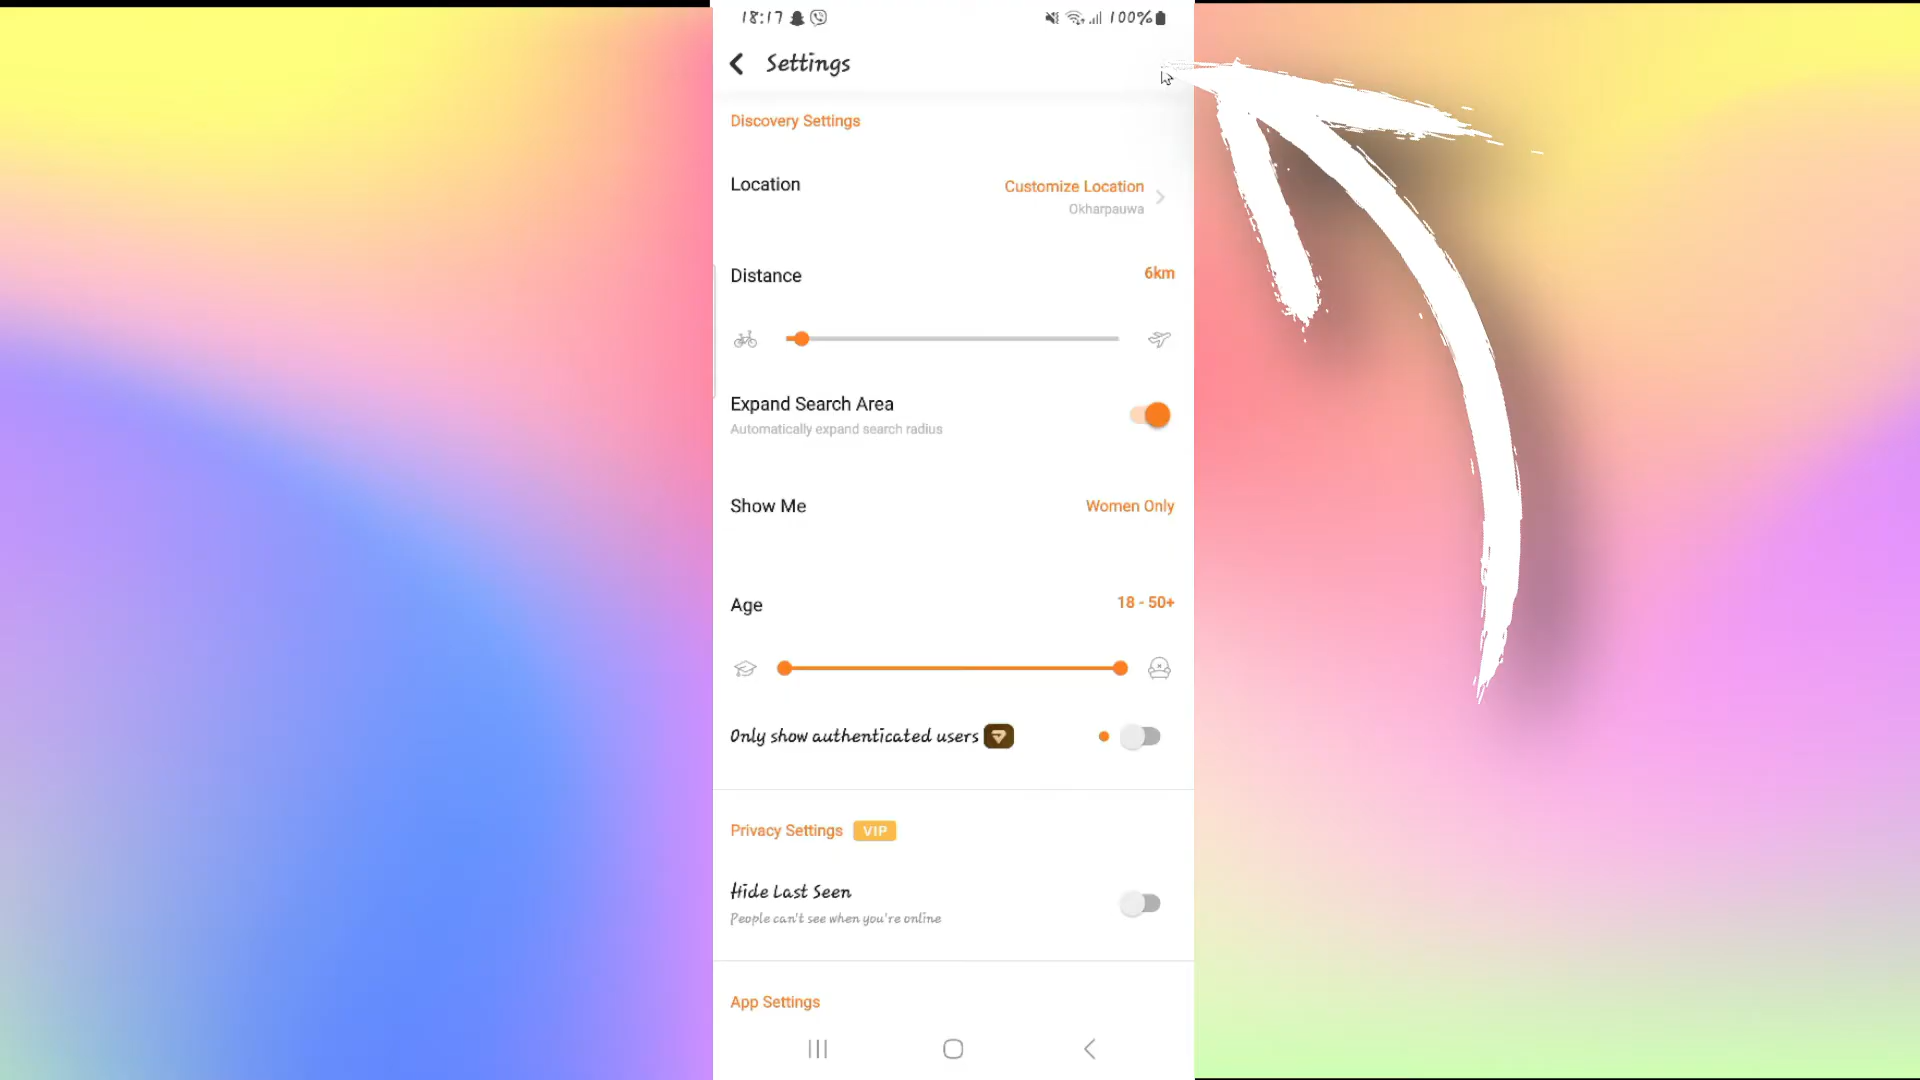 18:17
100%
Settings
Discovery Settings
Location
Customize Location
Okharpauwa
Distance
6km
Expand Search Area
Automatically expand search radius
Show Me
Women Only
Age
18 - 50+
Only show authenticated users
Privacy Settings VIP
Hide Last Seen
People can't see when you're online
App Settings